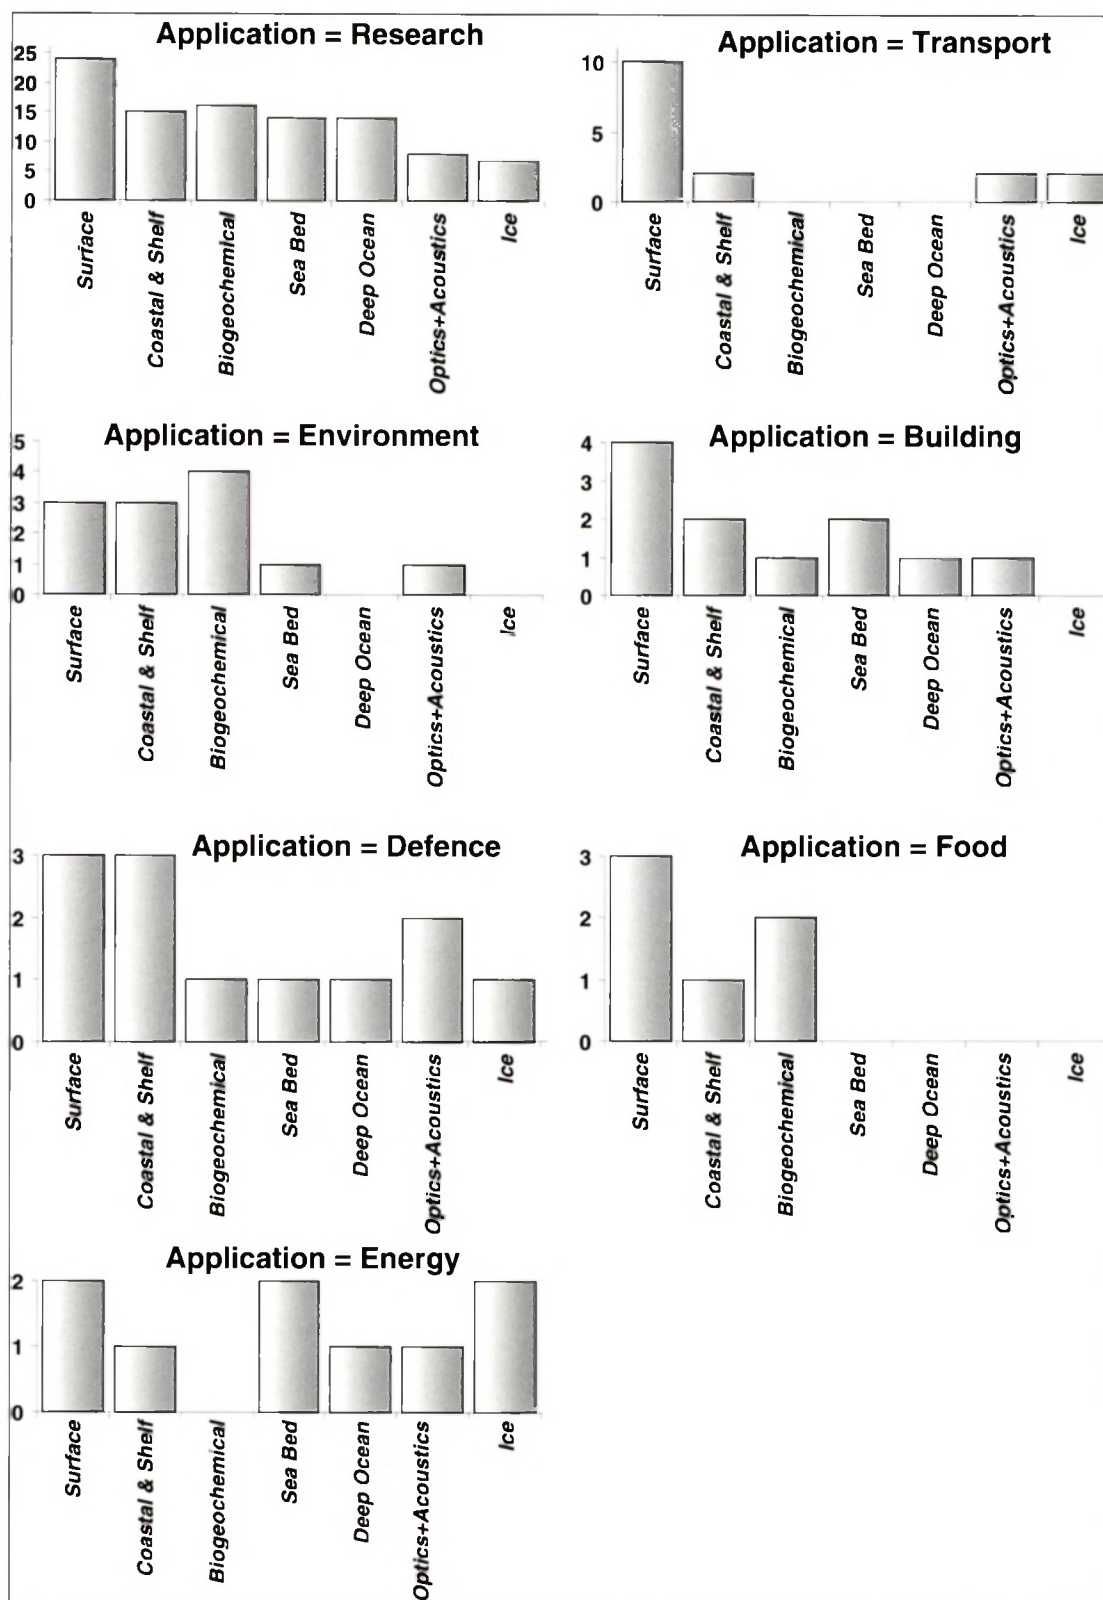 Application = Research
25
20
15
10
5
0
Surface
Coastal & Shelf
Biogeochemical
Sea Bed
Deep Ocean
Optics+Acoustics
Ice
Application = Transport
10
5
0
Surface
Coastal & Shelf
Biogeochemical
Sea Bed
Deep Ocean
Optics+Acoustics
Ice
Application = Environment
5
4
3
2
1
0
Surface
Coastal & Shelf
Biogeochemical
Sea Bed
Deep Ocean
Optics+Acoustics
Ice
Application = Building
4
3
2
1
0
Surface
Coastal & Shelf
Biogeochemical
Sea Bed
Deep Ocean
Optics+Acoustics
Ice
Application = Defence
3
2
1
0
Surface
Coastal & Shelf
Biogeochemical
Sea Bed
Deep Ocean
Optics+Acoustics
Ice
Application = Food
3
2
1
0
Surface
Coastal & Shelf
Biogeochemical
Sea Bed
Deep Ocean
Optics+Acoustics
Ice
Application = Energy
2
1
0
Surface
Coastal & Shelf
Biogeochemical
Sea Bed
Deep Ocean
Optics+Acoustics
Ice